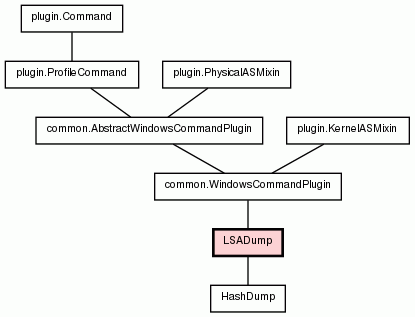 plugin.Command
plugin.ProfileCommand
plugin.PhysicalASMixin
common.AbstractWindowsCommandPlugin
plugin.KernelASMixin
common.WindowsCommandPlugin
LSADump
HashDump